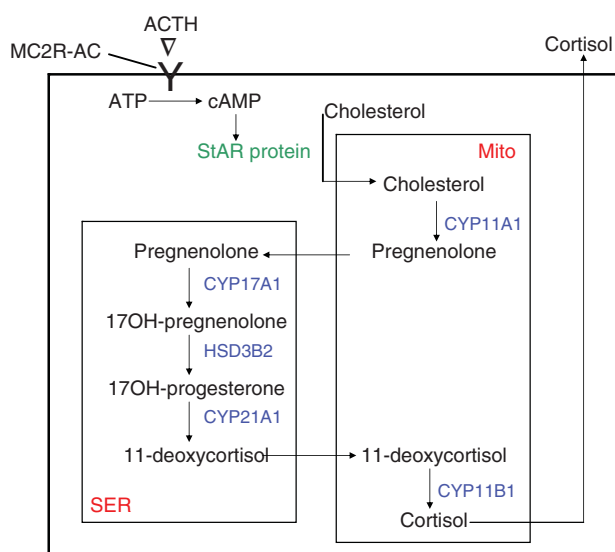 ACTH
MC2R-AC
Cortisol
ATP
cAMP
Cholesterol
StAR protein
Mito
Cholesterol
CYP11A1
Pregnenolone
Pregnenolone
CYP17A1
17OH-pregnenolone
HSD3B2
17OH-progesterone
CYP21A1
11-deoxycortisol
11-deoxycortisol
CYP11B1
SER
Cortisol